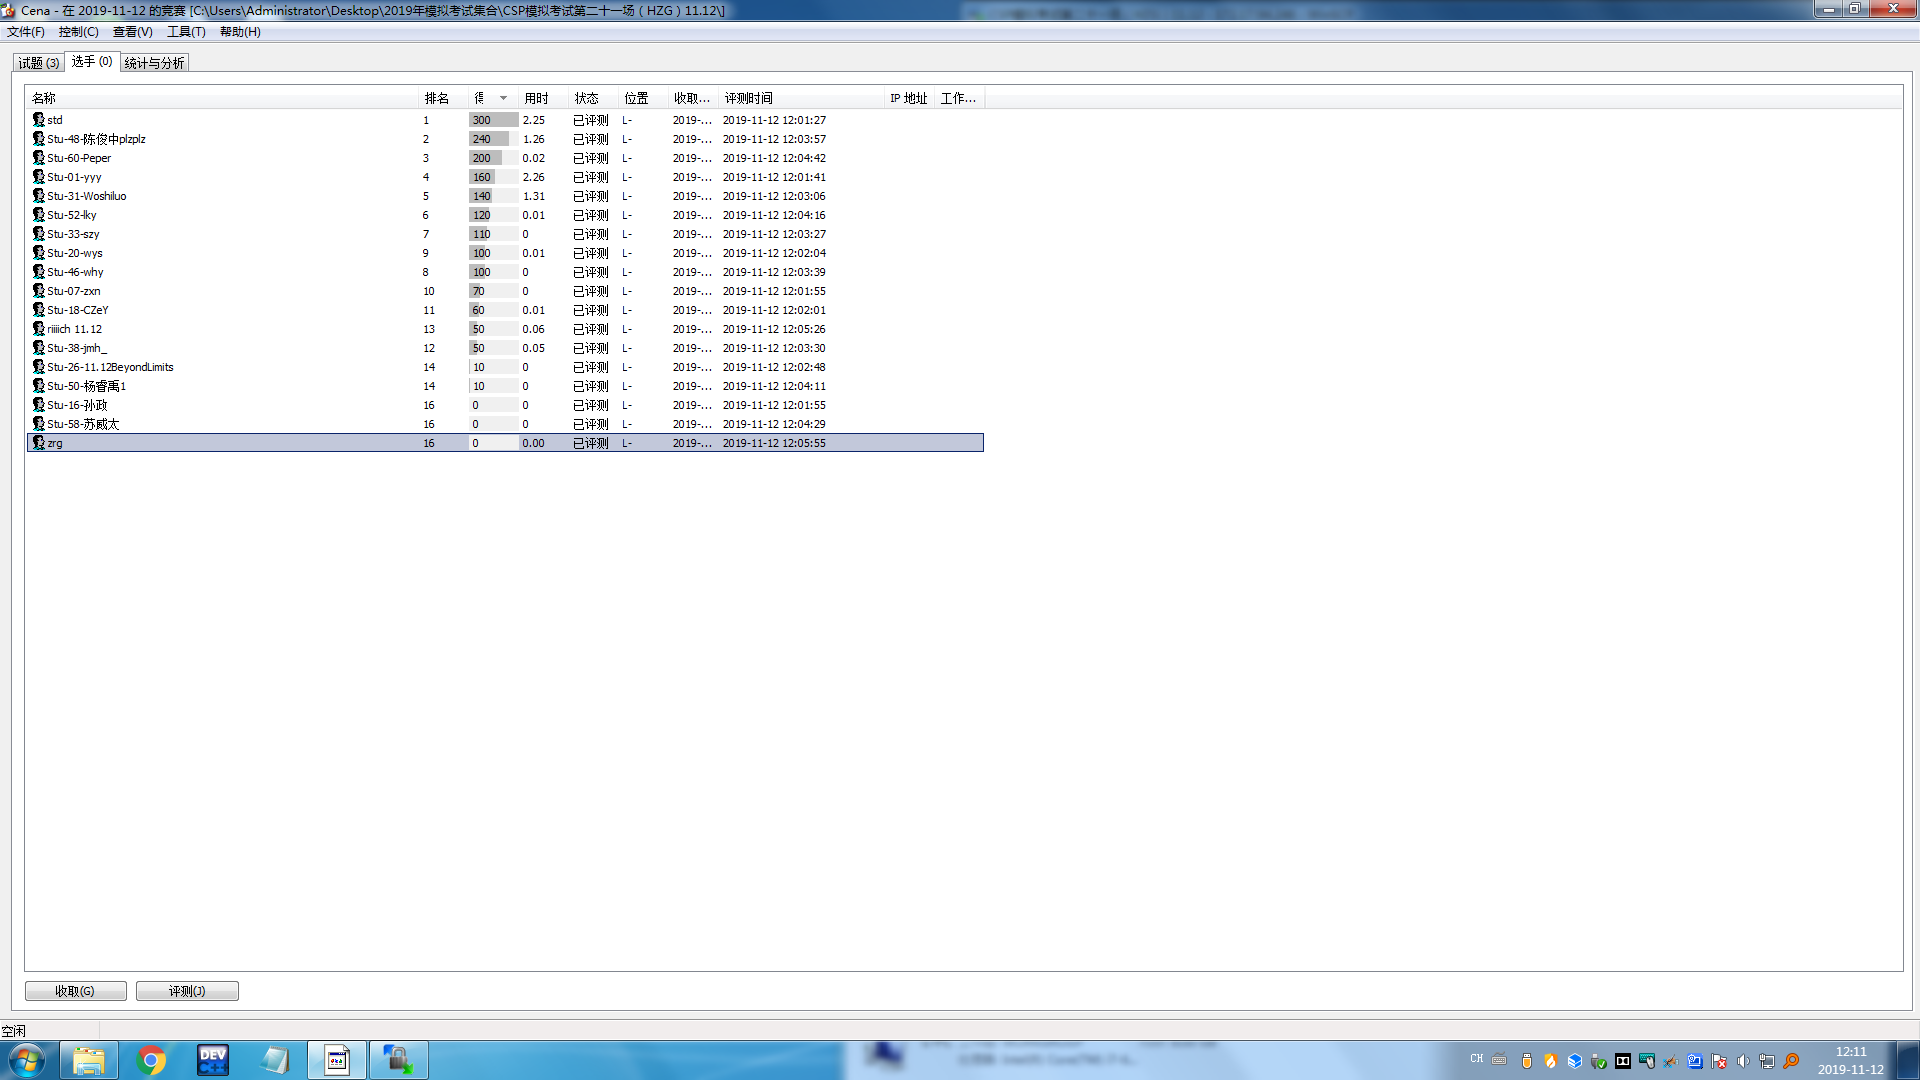 Cena - 在 2019-11-12 的竞赛 [C:\Users\Administrator\Desktop\2019年模拟考试集合\CSP模拟考试第二十一场（HZG）11.12\]
文件(F) 控制(C) 查看(V) 工具(T) 帮助(H)
试题 (3) 选手 (0) 统计与分析
名称 排名 用时 状态 位置 收取... 评测时间 IP 地址 工作...
std 1 300 2.25 已评测 L- 2019-... 2019-11-12 12:01:27
Stu-48-陈俊中plzplz 2 240 1.26 已评测 L- 2019-... 2019-11-12 12:03:57
Stu-60-Peper 3 200 0.02 已评测 L- 2019-... 2019-11-12 12:04:42
Stu-01-yyy 4 160 2.26 已评测 L- 2019-... 2019-11-12 12:01:41
Stu-31-Woshiluo 5 140 1.31 已评测 L- 2019-... 2019-11-12 12:03:06
Stu-52-lky 6 120 0.01 已评测 L- 2019-... 2019-11-12 12:04:16
Stu-33-szy 7 110 0 已评测 L- 2019-... 2019-11-12 12:03:27
Stu-20-wys 9 100 0.01 已评测 L- 2019-... 2019-11-12 12:02:04
Stu-46-why 8 100 0 已评测 L- 2019-... 2019-11-12 12:03:39
Stu-07-zxn 10 70 0 已评测 L- 2019-... 2019-11-12 12:01:55
Stu-18-CZeY 11 60 0.01 已评测 L- 2019-... 2019-11-12 12:02:01
riiiich 11.12 13 50 0.06 已评测 L- 2019-... 2019-11-12 12:05:26
Stu-38-jmh_ 12 50 0.05 已评测 L- 2019-... 2019-11-12 12:03:30
Stu-26-11.12BeyondLimits 14 10 0 已评测 L- 2019-... 2019-11-12 12:02:48
Stu-50-杨睿禹1 14 10 0 已评测 L- 2019-... 2019-11-12 12:04:11
Stu-16-孙政 16 0 0 已评测 L- 2019-... 2019-11-12 12:01:55
Stu-58-苏威太 16 0 0 已评测 L- 2019-... 2019-11-12 12:04:29
zrg 16 0 0.00 已评测 L- 2019-... 2019-11-12 12:05:55
收取(G) 评测(J)
空闲
DEV C++
CH
12:11
2019-11-12